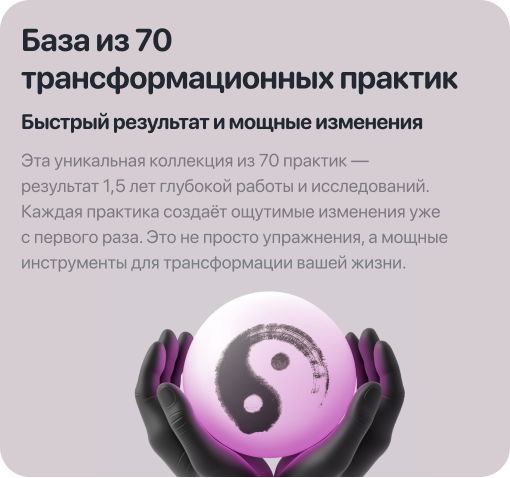 База из 70
трансформационных практик
Быстрый результат и мощные изменения
Эта уникальная коллекция из 70 практик —
результат 1,5 лет глубокой работы и исследований.
Каждая практика создаёт ощутимые изменения уже
с первого раза. Это не просто упражнения, а мощные
инструменты для трансформации вашей жизни.